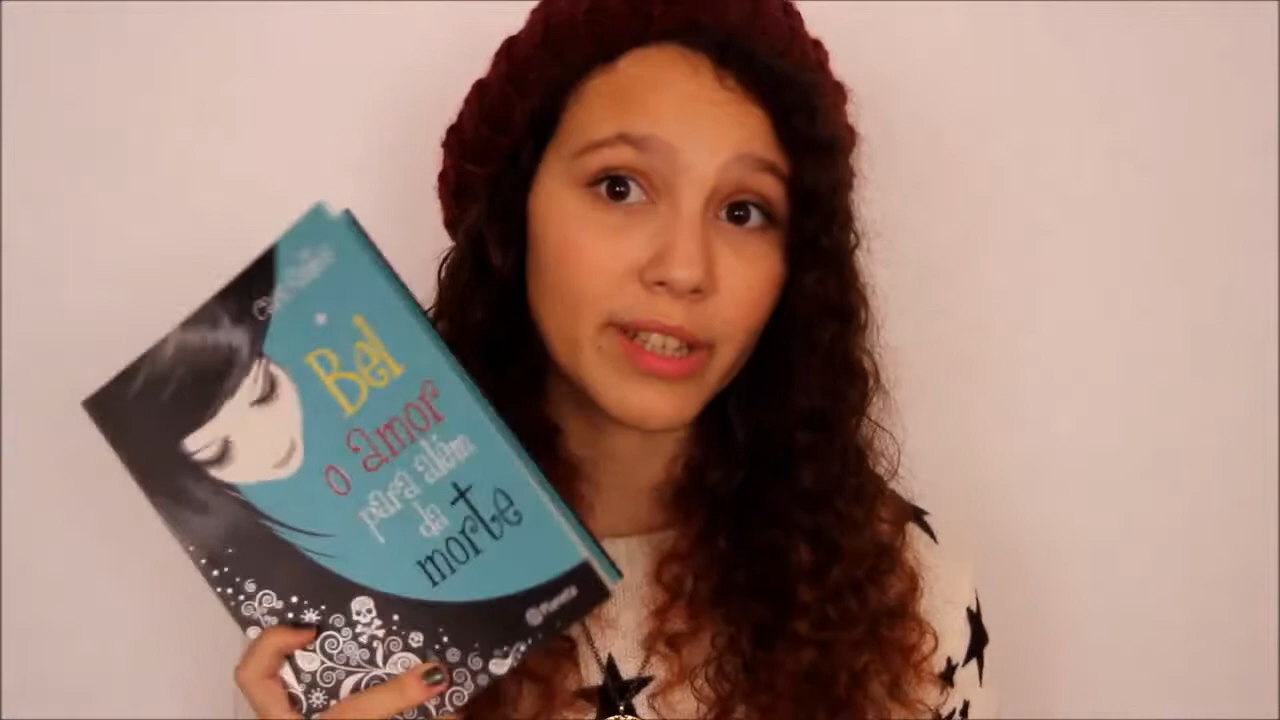 Bel
o amor
para além
da
morte
Planeta